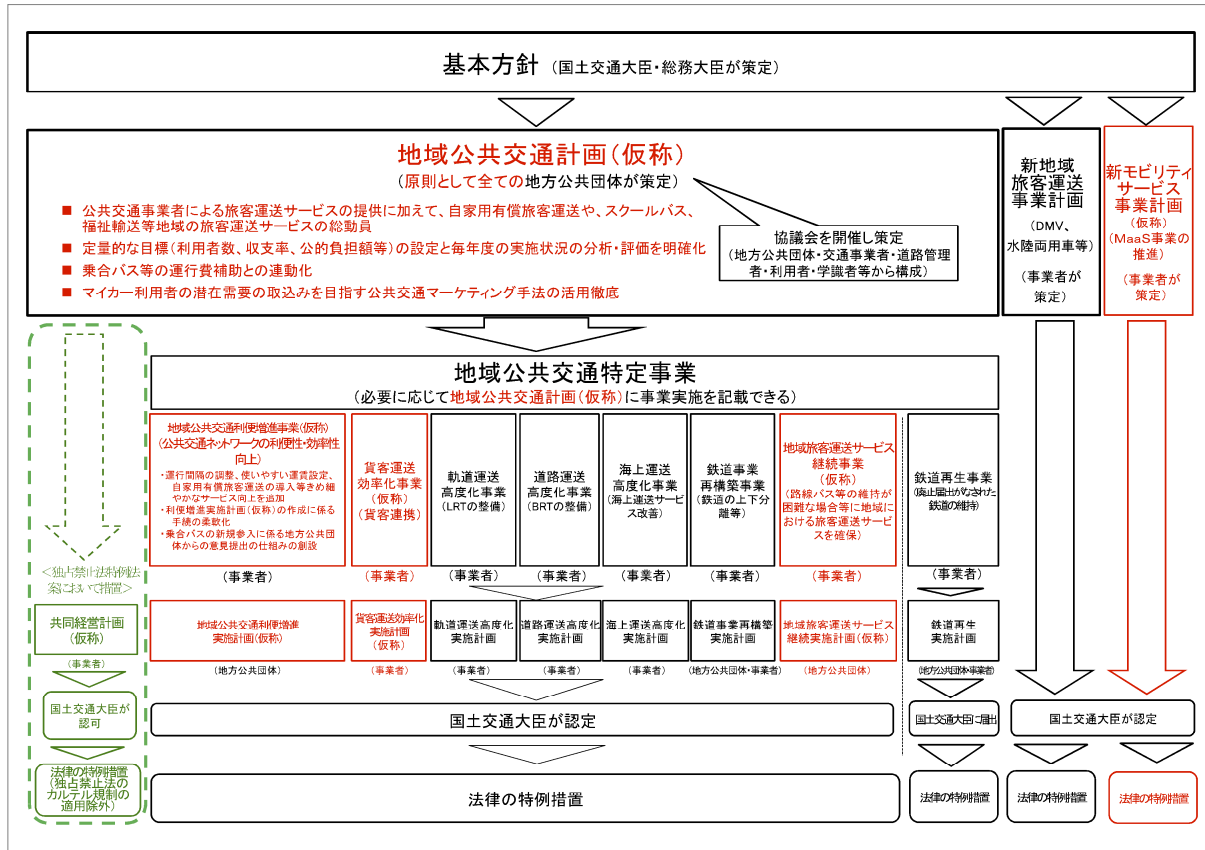 基本方針（国土交通大臣・総務大臣が策定）
地域公共交通計画（仮称）
（原則として全ての地方公共団体が策定）
■ 公共交通事業者による旅客運送サービスの提供に加えて、自家用有償旅客運送や、スクールバス、
福祉輸送等地域の旅客運送サービスの総動員
■ 定量的な目標（利用者数、収支率、公的負担額等）の設定と毎年度の実施状況の分析・評価を明確化
■ 乗合バス等の運行費補助との連動化
■ マイカー利用者の潜在需要の取込みを目指す公共交通マーケティング手法の活用徹底
協議会を開催し策定
（地方公共団体・交通事業者・道路管理
者・利用者・学識者等から構成）
新地域
旅客運送
事業計画
（DMV、
水陸両用車等）
（事業者が
策定）
新モビリティ
サービス
事業計画
（仮称）
（MaaS事業の
推進）
（事業者が
策定）
地域公共交通特定事業
（必要に応じて地域公共交通計画（仮称）に事業実施を記載できる）
地域公共交通利便増進事業（仮称）
（公共交通ネットワークの利便性・効率性
向上）
・運行間隔の調整、使いやすい運賃設定、
自家用有償旅客運送の導入等きめ細
やかなサービス向上を追加
・利便増進実施計画（仮称）の作成に係る
手続の柔軟化
・乗合バスの新規参入に係る地方公共団
体からの意見提出の仕組みの創設
（事業者）
貨客運送
効率化事業
（仮称）
（貨客連携）
（事業者）
軌道運送
高度化事業
（LRTの整備）
（事業者）
道路運送
高度化事業
（BRTの整備）
（事業者）
海上運送
高度化事業
（海上運送サービ
ス改善）
（事業者）
鉄道事業
再構築事業
（鉄道の上下分
離等）
（事業者）
地域旅客運送サービス
継続事業
（仮称）
（路線バス等の維持が
困難な場合等に地域に
おける旅客運送サービ
スを確保）
（事業者）
鉄道再生事業
（廃止届出がなされた
鉄道の維持）
（事業者）
＜独占禁止法特例法
案において措置＞
共同経営計画
（仮称）
（事業者）
地域公共交通利便増進
実施計画（仮称）
（地方公共団体）
貨客運送効率化
実施計画
（仮称）
（事業者）
軌道運送高度化
実施計画
（事業者）
道路運送高度化
実施計画
（事業者）
海上運送高度化
実施計画
（事業者）
鉄道事業再構築
実施計画
（地方公共団体・事業者）
地域旅客運送サービス
継続実施計画（仮称）
（地方公共団体）
鉄道再生
実施計画
（地方公共団体・事業者）
国土交通大臣が
認可
国土交通大臣が認定
国土交通大臣に届出
国土交通大臣が認定
法律の特例措置
（独占禁止法の
カルテル規制の
適用除外）
法律の特例措置
法律の特例措置
法律の特例措置
法律の特例措置